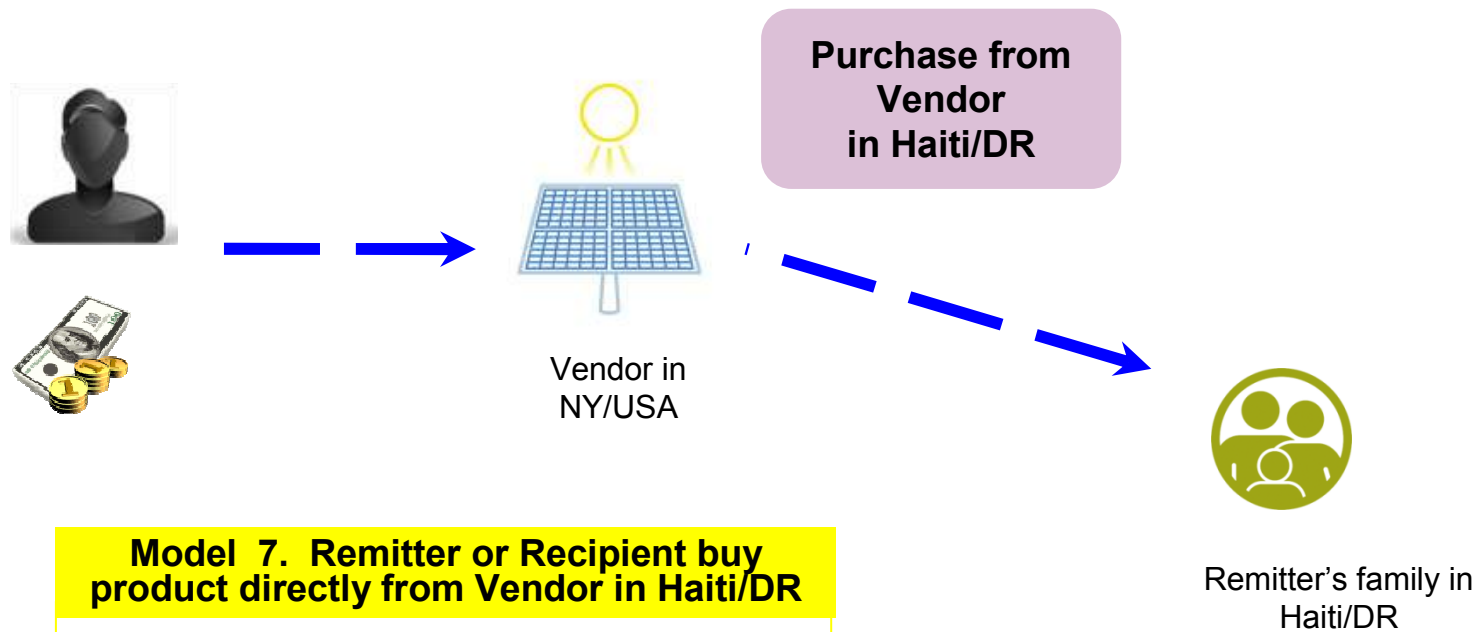 Purchase from
Vendor
in Haiti/DR
Vendor in
NY/USA
Model 7. Remitter or Recipient buy
product directly from Vendor in Haiti/DR
Remitter’s family in
Haiti/DR